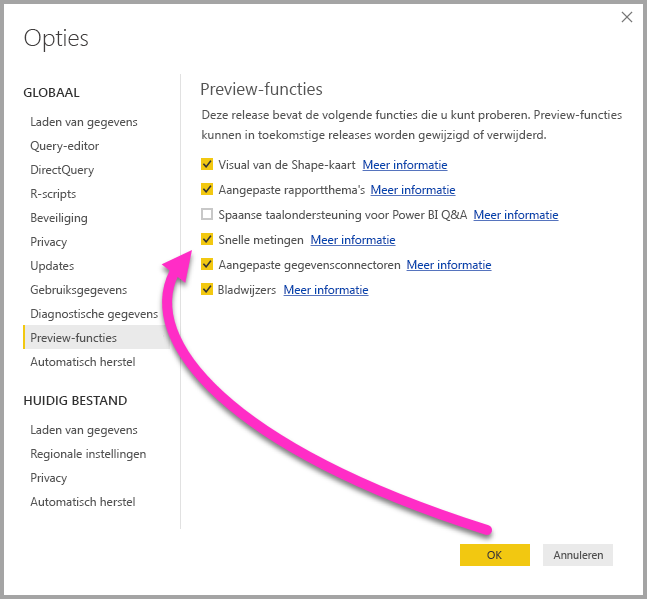 Opties
GLOBAAL
Laden van gegevens
Query-editor
DirectQuery
R-scripts
Beveiliging
Privacy
Updates
Gebruiksgegevens
Diagnostische gegevens
Preview-functies
Automatisch herstel
HUIDIG BESTAND
Laden van gegevens
Regionale instellingen
Privacy
Automatisch herstel
Preview-functies
Deze release bevat de volgende functies die u kunt proberen. Preview-functies
kunnen in toekomstige releases worden gewijzigd of verwijderd.
Visual van de Shape-kaart Meer informatie
Aangepaste rapportthema's Meer informatie
Spaanse taalondersteuning voor Power BI Q&A Meer informatie
Snelle metingen Meer informatie
Aangepaste gegevensconnectoren Meer informatie
Bladwijzers Meer informatie
OK Annuleren